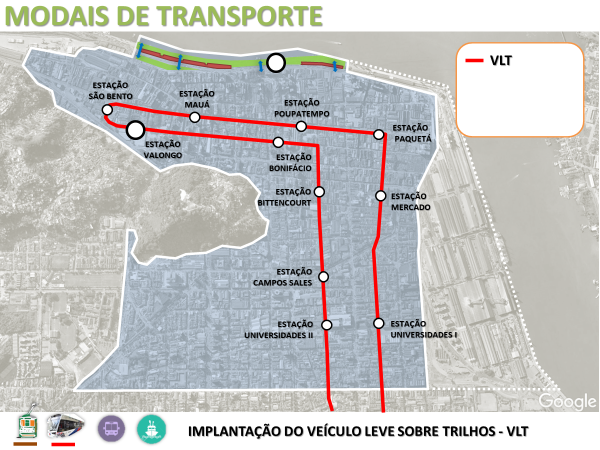 MODAIS DE TRANSPORTE
VLT
ESTAÇÃO
SÃO BENTO
ESTAÇÃO
MAUÁ
ESTAÇÃO
POUPATEMPO
ESTAÇÃO
PAQUETÁ
ESTAÇÃO
VALONGO
ESTAÇÃO
BONIFÁCIO
ESTAÇÃO
BITTENCOURT
ESTAÇÃO
MERCADO
ESTAÇÃO
CAMPOS SALES
ESTAÇÃO
UNIVERSIDADES II
ESTAÇÃO
UNIVERSIDADES I
Google
IMPLANTAÇÃO DO VEÍCULO LEVE SOBRE TRILHOS - VLT